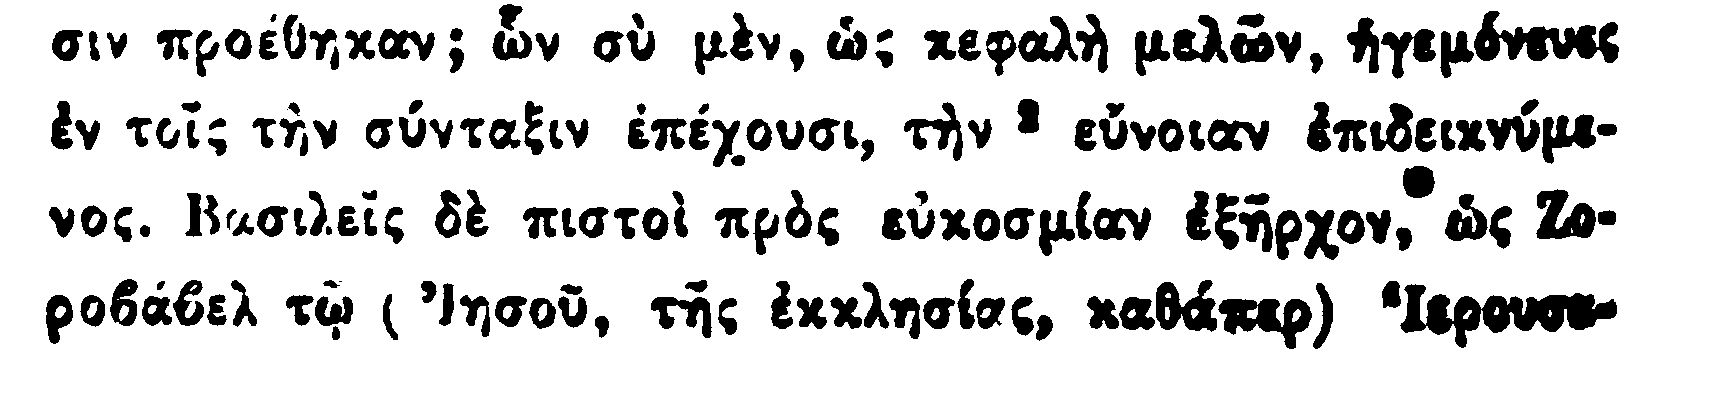 σιν προέθηκαν; ὧν σὺ μὲν, ὡς κεφαλὴ μελῶν, ἡγεμόνευες
ἐν τοῖς τὴν σύνταξιν ἐπέχουσι, τὴν ² εὔνοιαν ἐπιδεικνύμε-
νος. Βασιλεῖς δὲ πιστοὶ πρὸς εὐκοσμίαν ἐξῆρχον, ὡς Ζο-
ροβάβελ τῷ ( Ἰησοῦ, τῆς ἐκκλησίας, καθάπερ) Ἱερουσα-